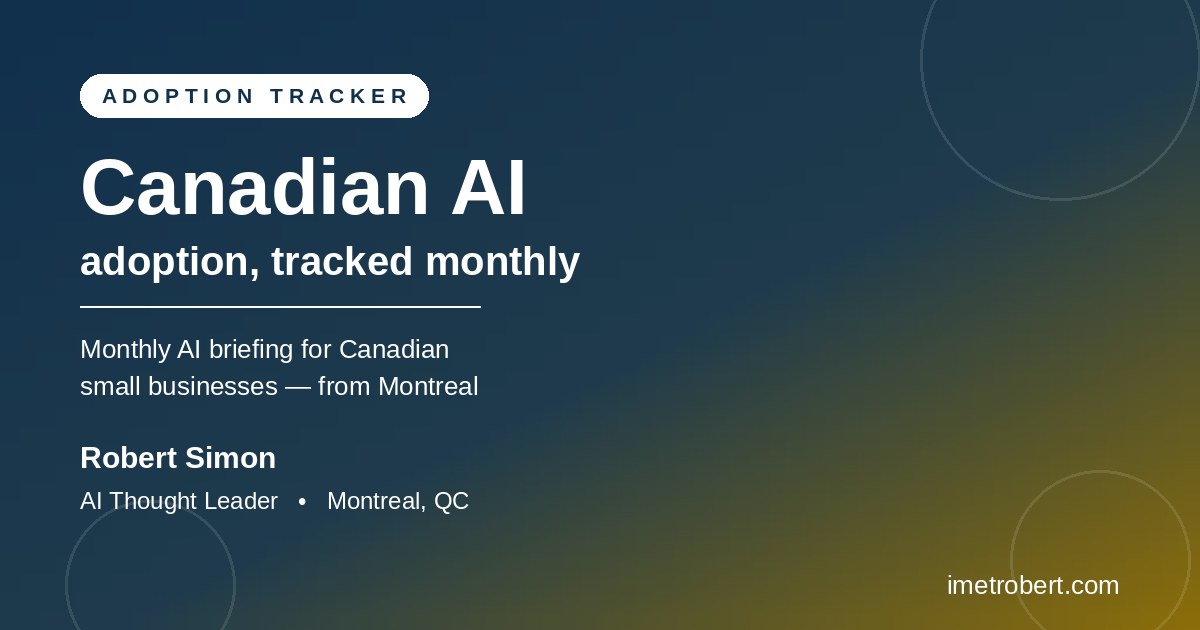 ADOPTION TRACKER
Canadian AI
adoption, tracked monthly
Monthly AI briefing for Canadian
small businesses — from Montreal
Robert Simon
AI Thought Leader • Montreal, QC
imetrobert.com